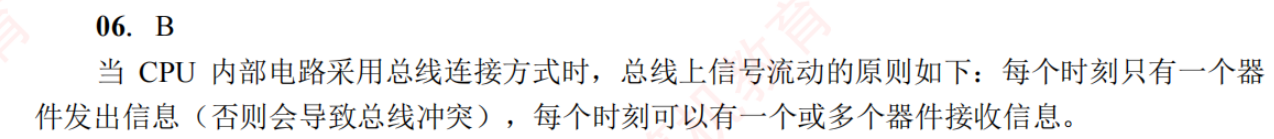 06. B
当 CPU 内部电路采用总线连接方式时，总线上信号流动的原则如下：每个时刻只有一个器
件发出信息（否则会导致总线冲突），每个时刻可以有一个或多个器件接收信息。